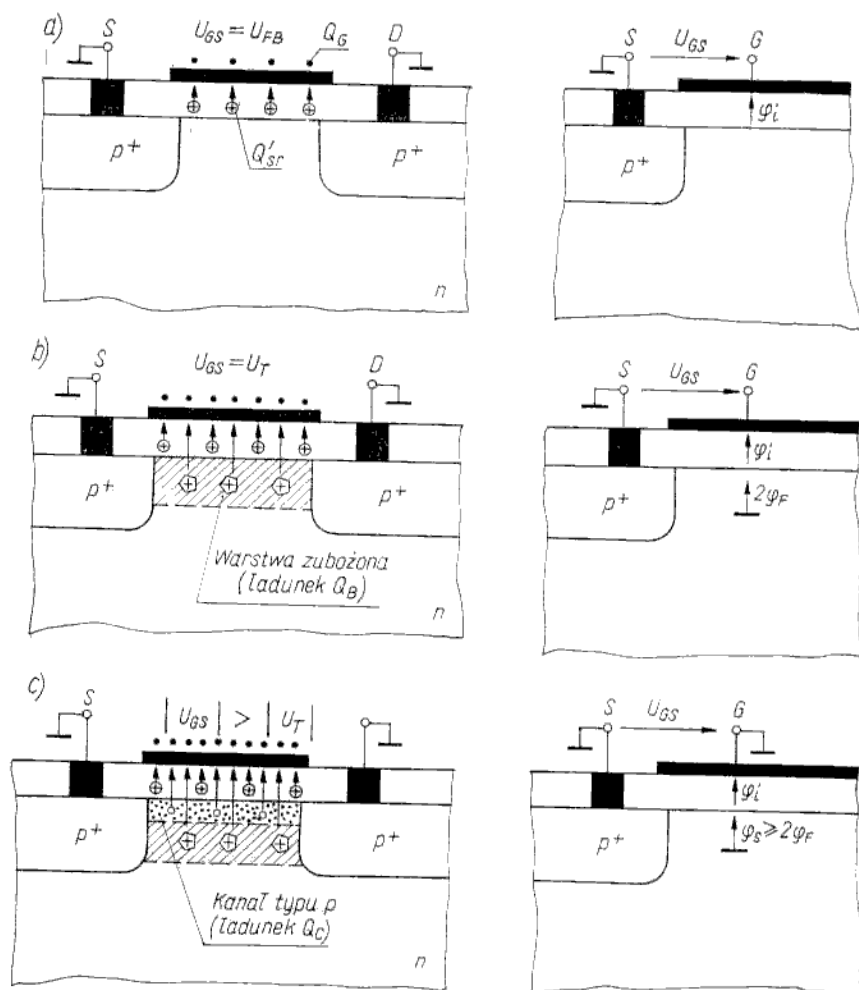 a)
S
U_GS = U_FB
Q_G
D
p+
Q'_sr
p+
n
S
U_GS
G
φ_i
p+
b)
S
U_GS = U_T
D
p+
p+
Warstwa zubożona
(ładunek Q_B)
n
S
U_GS
G
φ_i
2φ_F
p+
c)
S
|U_GS| > |U_T|
p+
p+
Kanał typu p
(ładunek Q_C)
n
S
U_GS
G
φ_i
φ_s ≥ 2φ_F
p+